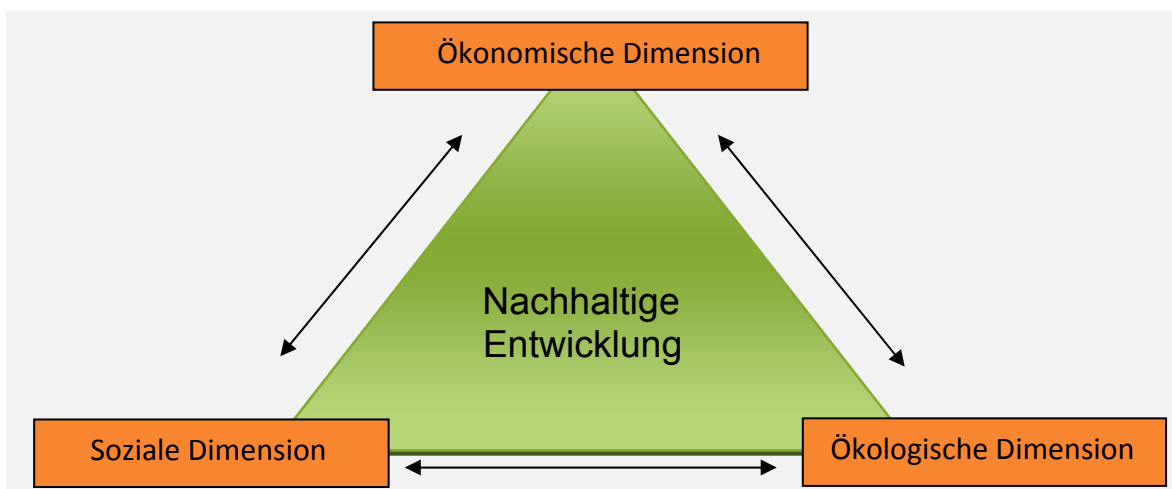 Ökonomische Dimension
Nachhaltige
Entwicklung
Soziale Dimension
Ökologische Dimension